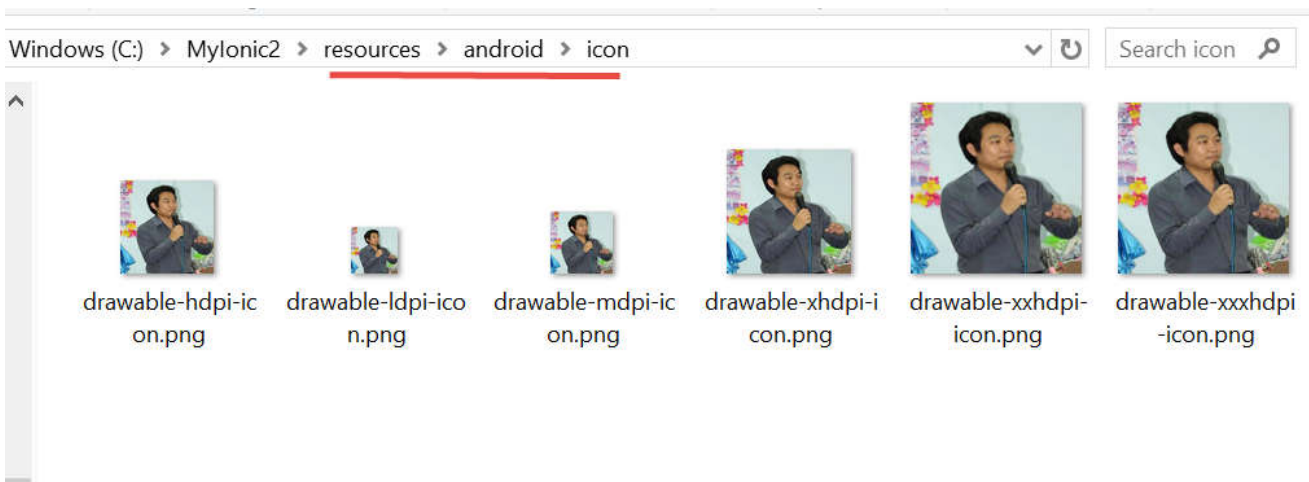 Windows (C:) > MyIonic2 > resources > android > icon
Search icon
drawable-hdpi-ic
on.png
drawable-ldpi-ico
n.png
drawable-mdpi-ic
on.png
drawable-xhdpi-i
con.png
drawable-xxhdpi-
icon.png
drawable-xxxhdpi
-icon.png